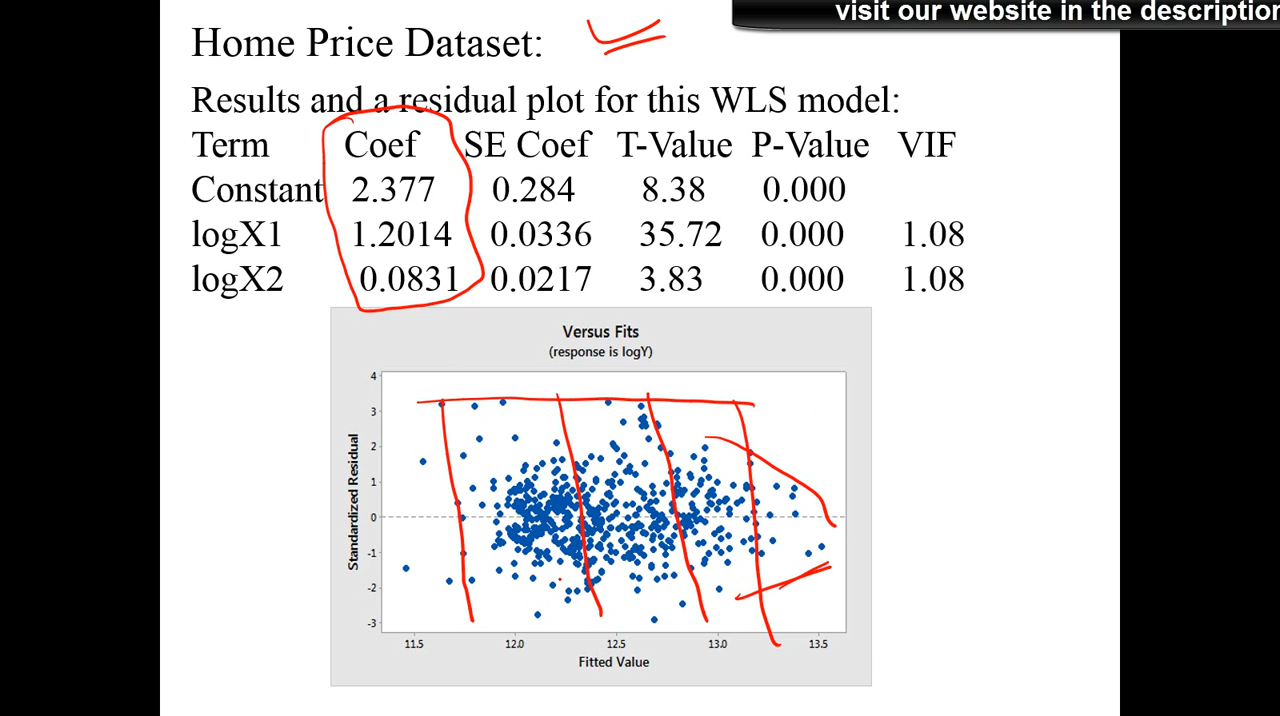 visit our website in the description
Home Price Dataset:
Results and a residual plot for this WLS model:
Term Coef SE Coef T-Value P-Value VIF
Constant 2.377 0.284 8.38 0.000
logX1 1.2014 0.0336 35.72 0.000 1.08
logX2 0.0831 0.0217 3.83 0.000 1.08
Versus Fits
(response is logY)
Standardized Residual
4
3
2
1
0
-1
-2
-3
11.5 12.0 12.5 13.0 13.5
Fitted Value